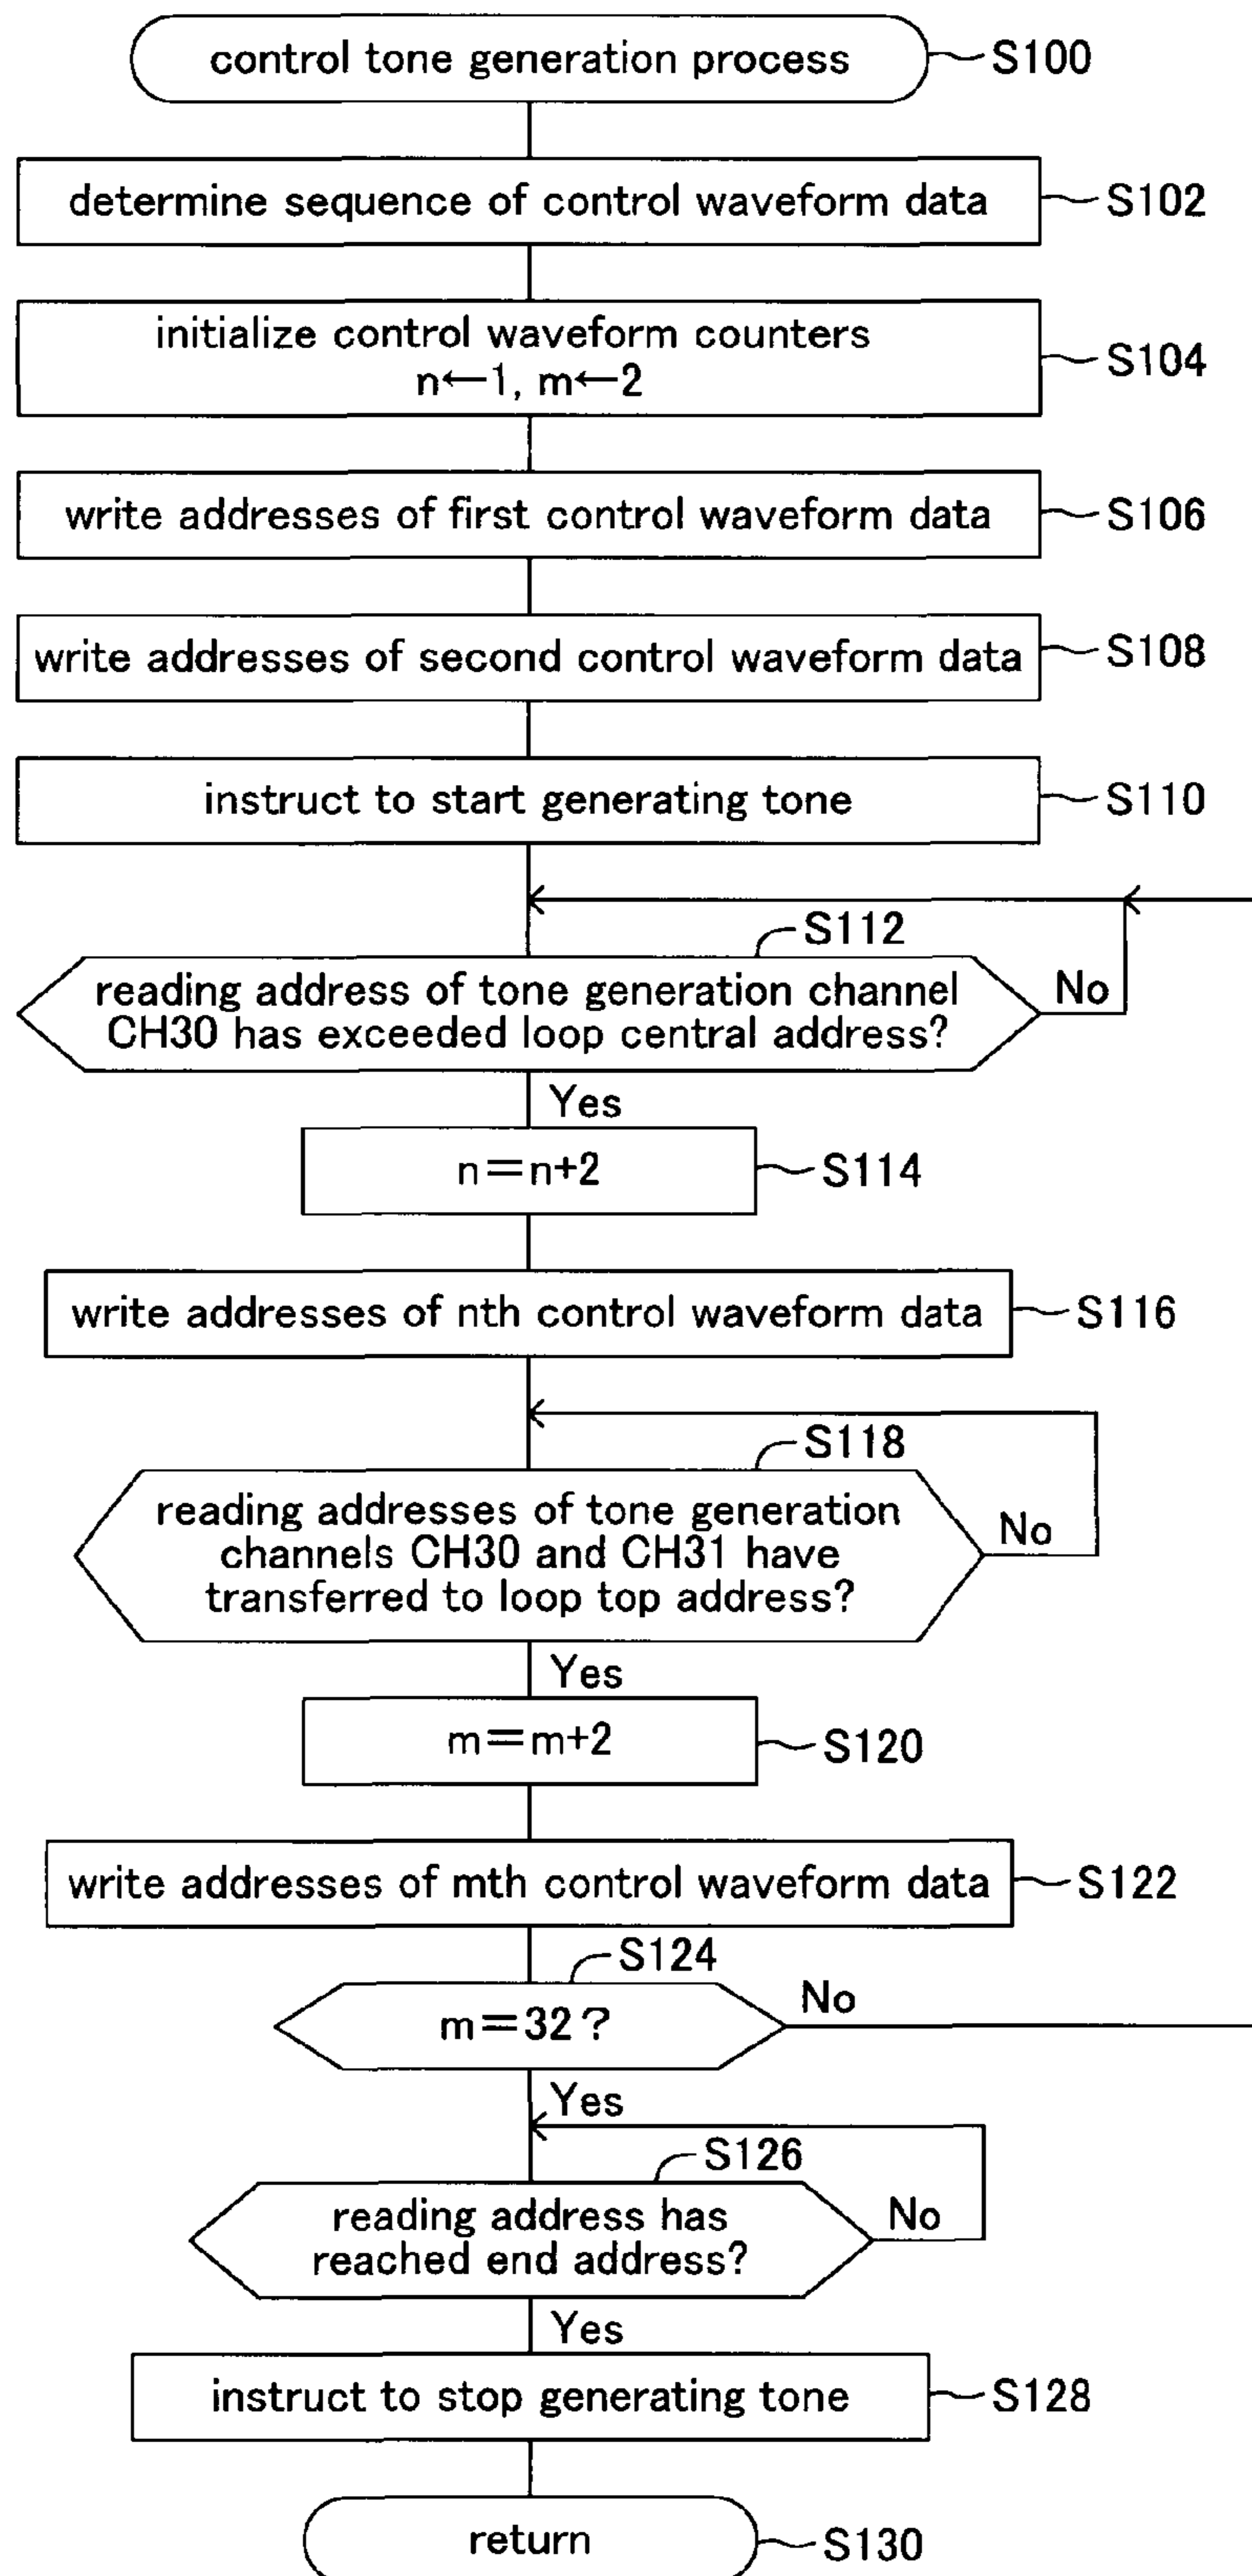 control tone generation process
S100
determine sequence of control waveform data
S102
initialize control waveform counters
n←1, m←2
S104
write addresses of first control waveform data
S106
write addresses of second control waveform data
S108
instruct to start generating tone
S110
S112
reading address of tone generation channel
CH30 has exceeded loop central address?
No
Yes
n=n+2
S114
write addresses of nth control waveform data
S116
S118
reading addresses of tone generation
channels CH30 and CH31 have
transferred to loop top address?
No
Yes
m=m+2
S120
write addresses of mth control waveform data
S122
S124
m=32?
No
Yes
S126
reading address has
reached end address?
No
Yes
instruct to stop generating tone
S128
return
S130